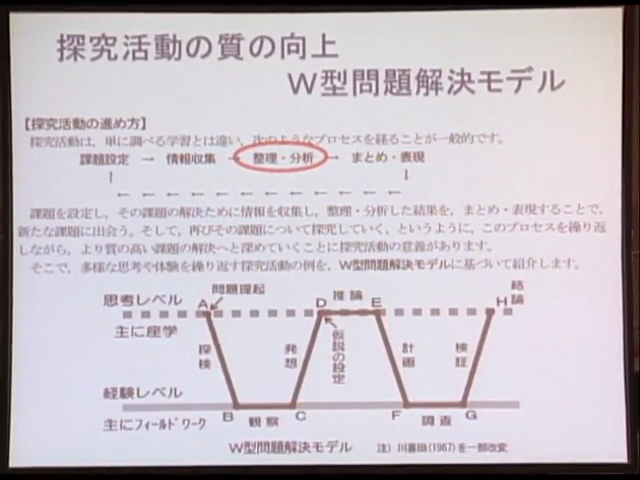 探究活動の質の向上
W型問題解決モデル
【探究活動の進め方】
探究活動は，単に調べる学習とは違い，次のようなプロセスを経ることが一般的です。
課題設定 → 情報収集 → 整理・分析 → まとめ・表現
↑ ↓
← ← ← ← ← ← ← ← ← ← ← ←
課題を設定し，その課題の解決ために情報を収集し，整理・分析した結果を，まとめ・表現することで，
新たな課題に出会う。そして，再びその課題について探究していく，というように，このプロセスを繰り返
しながら，より質の高い課題の解決へと深めていくことに探究活動の意義があります。
そこで，多様な思考や体験を繰り返す探究活動の例を，W型問題解決モデルに基づいて紹介します。
思考レベル A 問題提起 D 推論 E H 結論
主に座学
探検 発想 仮説の設定 計画 検証
経験レベル
主にフィールドワーク B 観察 C F 調査 G
W型問題解決モデル 注）川喜田(1967)を一部改変